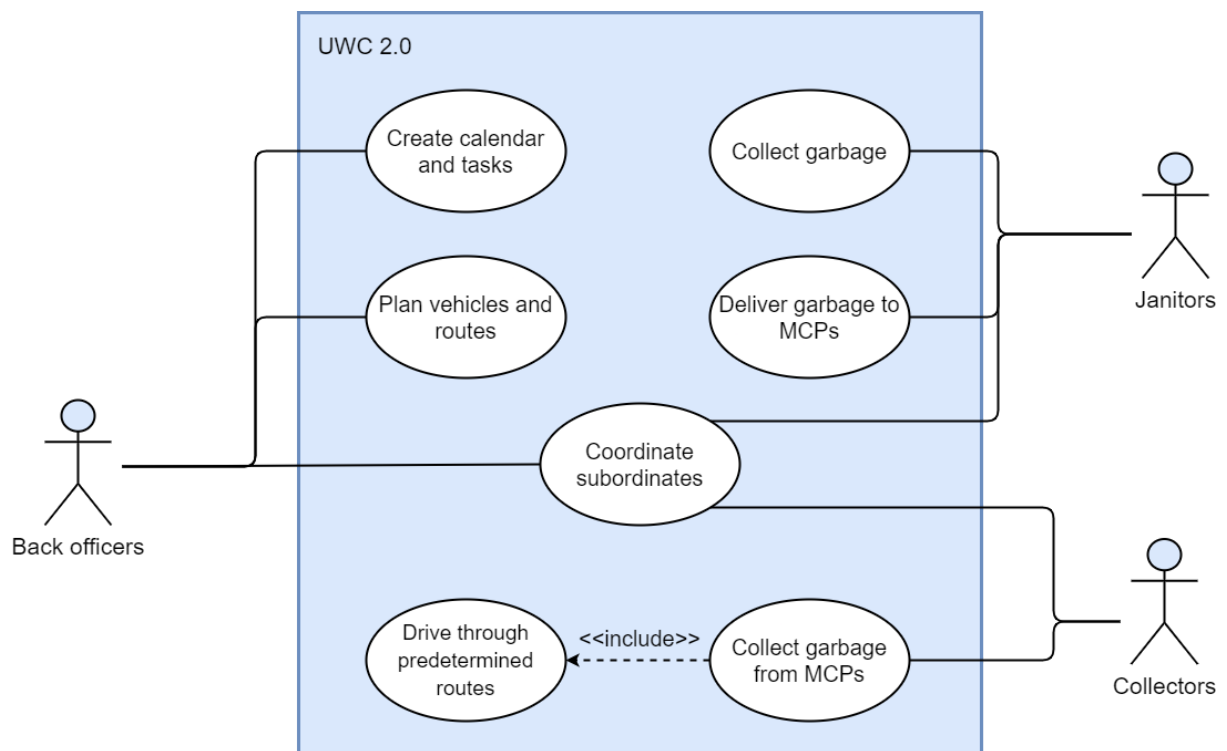 UWC 2.0
Create calendar
and tasks
Collect garbage
Plan vehicles and
routes
Deliver garbage to
MCPs
Janitors
Coordinate
subordinates
Back officers
Drive through
predetermined
routes
<<include>>
Collect garbage
from MCPs
Collectors